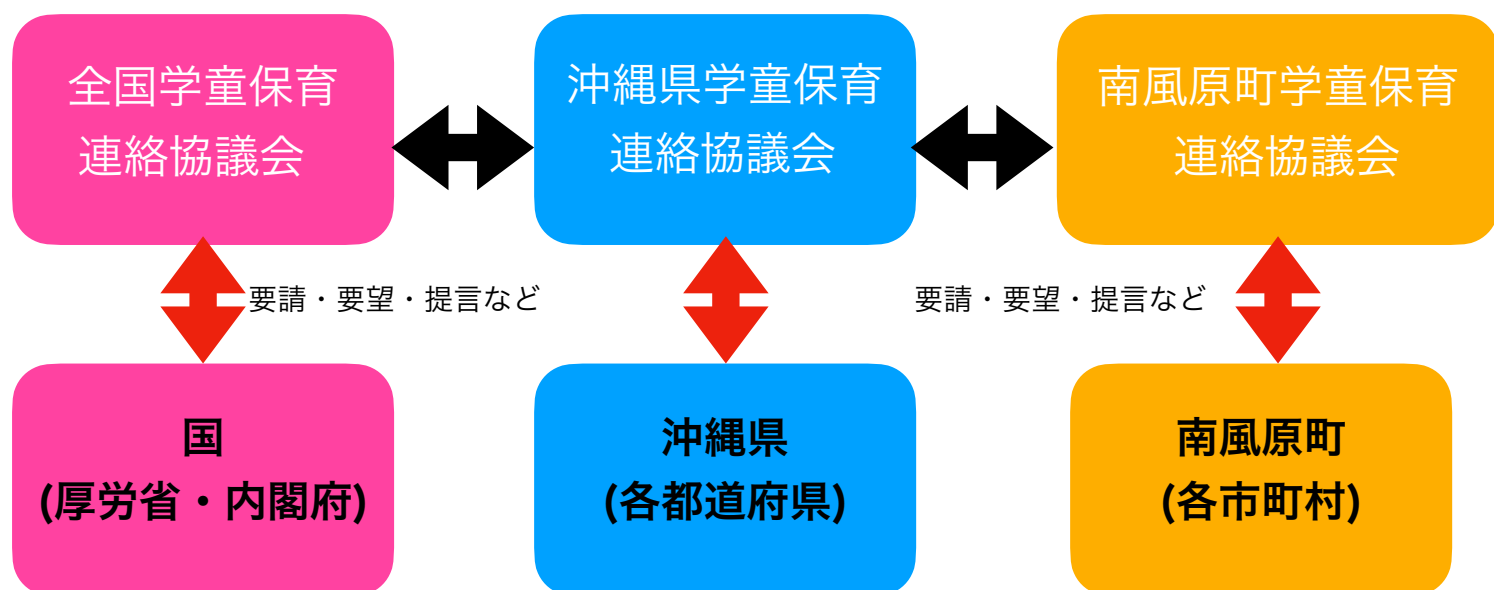 全国学童保育
連絡協議会
沖縄県学童保育
連絡協議会
南風原町学童保育
連絡協議会
要請・要望・提言など
要請・要望・提言など
国
(厚労省・内閣府)
沖縄県
(各都道府県)
南風原町
(各市町村)